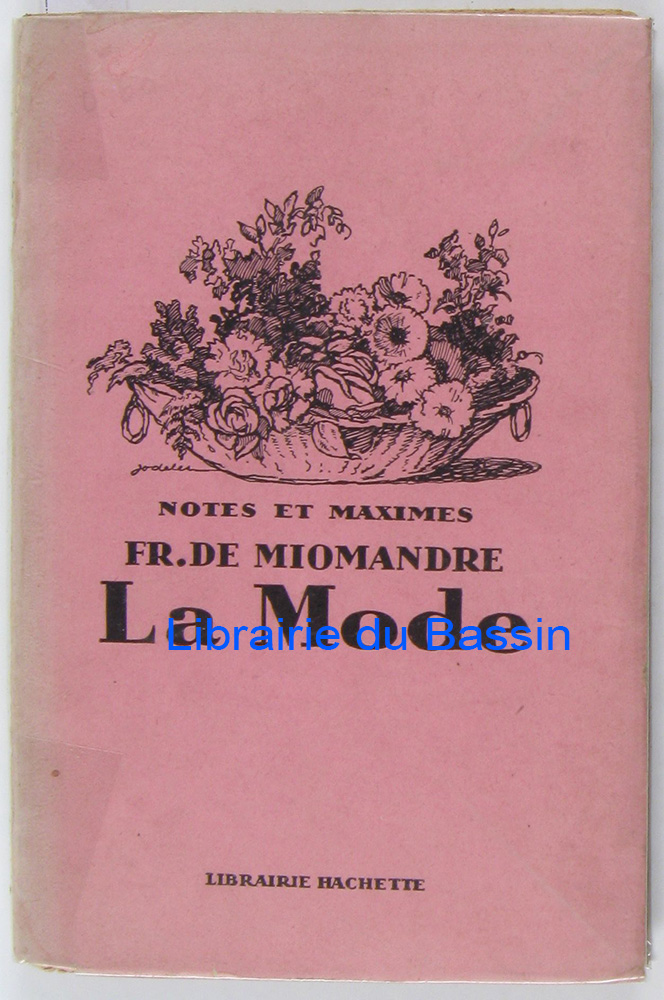 jodelet
NOTES ET MAXIMES
FR. DE MIOMANDRE
La Mode
Librairie du Bassin
LIBRAIRIE HACHETTE